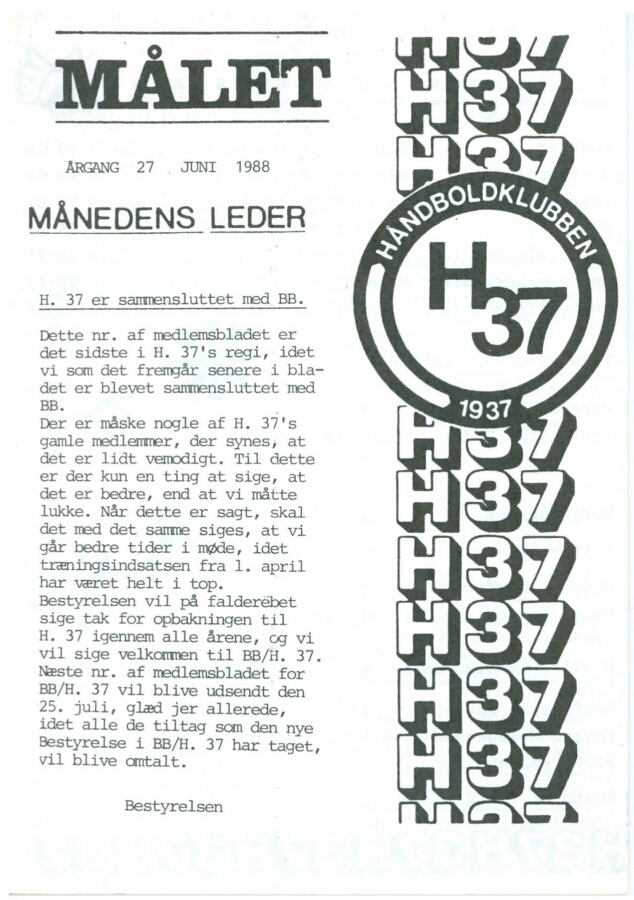 MÅLET
ÅRGANG 27 JUNI 1988
MÅNEDENS LEDER
H. 37 er sammensluttet med BB.
Dette nr. af medlemsbladet er
det sidste i H. 37's regi, idet
vi som det fremgår senere i bla-
det er blevet sammensluttet med
BB.
Der er måske nogle af H. 37's
gamle medlemmer, der synes, at
det er lidt vemodigt. Til dette
er der kun en ting at sige, at
det er bedre, end at vi måtte
lukke. Når dette er sagt, skal
det med det samme siges, at vi
går bedre tider i møde, idet
træningsindsatsen fra 1. april
har været helt i top.
Bestyrelsen vil på falderebet
sige tak for opbakningen til
H. 37 igennem alle årene, og vi
vil sige velkommen til BB/H. 37.
Næste nr. af medlemsbladet for
BB/H. 37 vil blive udsendt den
25. juli, glæd jer allerede,
idet alle de tiltag som den nye
Bestyrelse i BB/H. 37 har taget,
vil blive omtalt.
Bestyrelsen
H37
H37
H37
HÅNDBOLDKLUBBEN
H.37
1937
H37
H37
H37
H37
H37
H37
H37